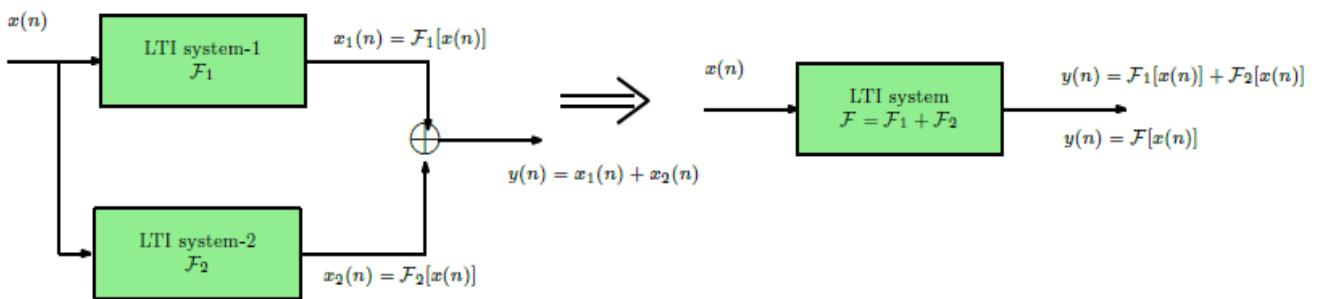 x(n)
LTI system-1
ℱ₁
x₁(n) = ℱ₁[x(n)]
LTI system-2
ℱ₂
x₂(n) = ℱ₂[x(n)]
y(n) = x₁(n) + x₂(n)
x(n)
LTI system
ℱ = ℱ₁ + ℱ₂
y(n) = ℱ₁[x(n)] + ℱ₂[x(n)]
y(n) = ℱ[x(n)]